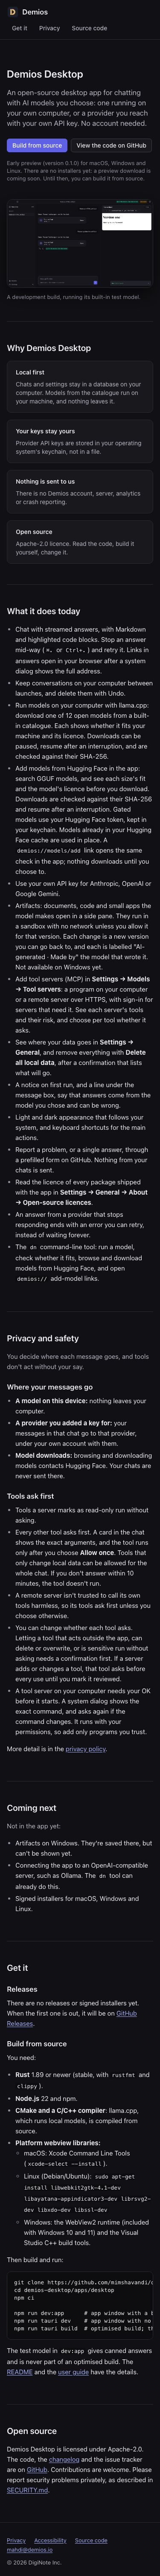 Demios
Get it Privacy Source code
Demios Desktop
An open-source desktop app for chatting
with AI models you choose: models on
your own computer, or a provider with
your own API key. No account needed.
Build from source View the code on GitHub
Early preview (version 0.1.0) for macOS, Windows and
Linux. There are no installers yet: a preview download is
coming soon. Until then, you can build it from source.
A development build, running its built-in test model.
Why Demios Desktop
Local first
Chats and settings stay in a database on your
computer. Models from the catalogue run on
your machine, and nothing leaves it.
Your keys stay yours
Provider API keys are stored in your operating
system's keychain, not in a file.
Nothing is sent to us
There is no Demios account, server, analytics
or crash reporting.
Open source
Apache-2.0 licence. Read the code, build it
yourself, change it.
What it does today
Chat with streamed answers, with Markdown
and highlighted code blocks. Stop an answer
mid-way ( ⌘. or Ctrl+. ) and retry it. Links in
answers open in your browser after a system
dialog shows the full address.
Keep conversations on your computer between
launches, and delete them with Undo.
Run models on your computer with llama.cpp:
download one of 12 open models from a built-
in catalogue. Each shows whether it fits your
machine and its licence. Downloads can be
paused, resume after an interruption, and are
checked against their SHA-256.
Add models from Hugging Face in the app:
search GGUF models, and see each size's fit
and the model's licence before you download.
Downloads are checked against their SHA-256
and resume after an interruption. Gated
models use your Hugging Face token, kept in
your keychain. Models already in your Hugging
Face cache are used in place. A
demios://models/add link opens the same
check in the app; nothing downloads until you
choose to.
Use your own API key for Anthropic, OpenAI or
Google Gemini.
Artifacts: documents, code and small apps the
model makes open in a side pane. They run in
a sandbox with no network unless you allow it
for that version. Each change is a new version
you can go back to, and each is labelled "AI-
generated · Made by" the model that wrote it.
Not available on Windows yet.
Add tool servers (MCP) in Settings → Models
→ Tool servers: a program on your computer
or a remote server over HTTPS, with sign-in for
servers that need it. See each server's tools
and their risk, and choose per tool whether it
asks.
See where your data goes in Settings →
General, and remove everything with Delete
all local data, after a confirmation that lists
what will go.
A notice on first run, and a line under the
message box, say that answers come from the
model you chose and can be wrong.
Light and dark appearance that follows your
system, and keyboard shortcuts for the main
actions.
Report a problem, or a single answer, through
a prefilled form on GitHub. Nothing from your
chats is sent.
Read the licence of every package shipped
with the app in Settings → General → About
→ Open-source licences.
An answer from a provider that stops
responding ends with an error you can retry,
instead of waiting forever.
The dn command-line tool: run a model,
check whether it fits, browse and download
models from Hugging Face, and open
demios:// add-model links.
Privacy and safety
You decide where each message goes, and tools
don't act without your say.
Where your messages go
A model on this device: nothing leaves your
computer.
A provider you added a key for: your
messages in that chat go to that provider,
under your own account with them.
Model downloads: browsing and downloading
models contacts Hugging Face. Your chats are
never sent there.
Tools ask first
Tools a server marks as read-only run without
asking.
Every other tool asks first. A card in the chat
shows the exact arguments, and the tool runs
only after you choose Allow once. Tools that
change local data can be allowed for the
whole chat. If you don't answer within 10
minutes, the tool doesn't run.
A remote server isn't trusted to call its own
tools harmless, so its tools ask first unless you
choose otherwise.
You can change whether each tool asks.
Letting a tool that acts outside the app, can
delete or overwrite, or is sensitive run without
asking needs a confirmation first. If a server
adds or changes a tool, that tool asks before
every use until you mark it reviewed.
A tool server on your computer needs your OK
before it starts. A system dialog shows the
exact command, and asks again if the
command changes. It runs with your
permissions, so add only programs you trust.
More detail is in the privacy policy.
Coming next
Not in the app yet:
Artifacts on Windows. They're saved there, but
can't be shown yet.
Connecting the app to an OpenAI-compatible
server, such as Ollama. The dn tool can
already do this.
Signed installers for macOS, Windows and
Linux.
Get it
Releases
There are no releases or signed installers yet.
When the first one is out, it will be on GitHub
Releases.
Build from source
You need:
Rust 1.89 or newer (stable, with rustfmt and
clippy ).
Node.js 22 and npm.
CMake and a C/C++ compiler: llama.cpp,
which runs local models, is compiled from
source.
Platform webview libraries:
macOS: Xcode Command Line Tools
( xcode-select --install ).
Linux (Debian/Ubuntu): sudo apt-get
install libwebkit2gtk-4.1-dev
libayatana-appindicator3-dev librsvg2-
dev libxdo-dev libssl-dev
Windows: the WebView2 runtime (included
with Windows 10 and 11) and the Visual
Studio C++ build tools.
Then build and run:
git clone https://github.com/mimshavandi/
cd demios-desktop/demios-app
npm ci
npm run dev:app # app window with a b
npm run tauri dev # app window with no
npm run tauri build # optimised build; th
The test model in dev:app gives canned answers
and is never part of an optimised build. The
README and the user guide have the details.
Open source
Demios Desktop is licensed under Apache-2.0.
The code, the changelog and the issue tracker
are on GitHub. Contributions are welcome. Please
report security problems privately, as described in
SECURITY.md.
Privacy Accessibility Source code
mahdi@demios.io
© 2026 DigiNote Inc.